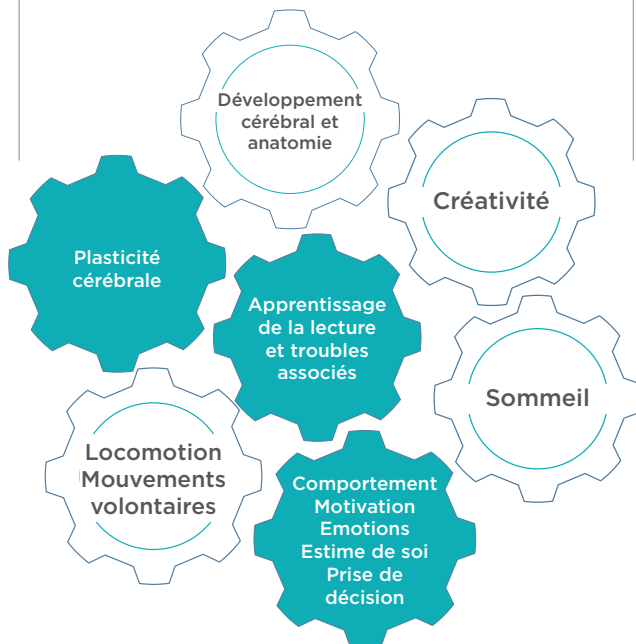 Développement
cérébral et
anatomie
Créativité
Plasticité
cérébrale
Apprentissage
de la lecture
et troubles
associés
Sommeil
Locomotion
Mouvements
volontaires
Comportement
Motivation
Emotions
Estime de soi
Prise de
décision